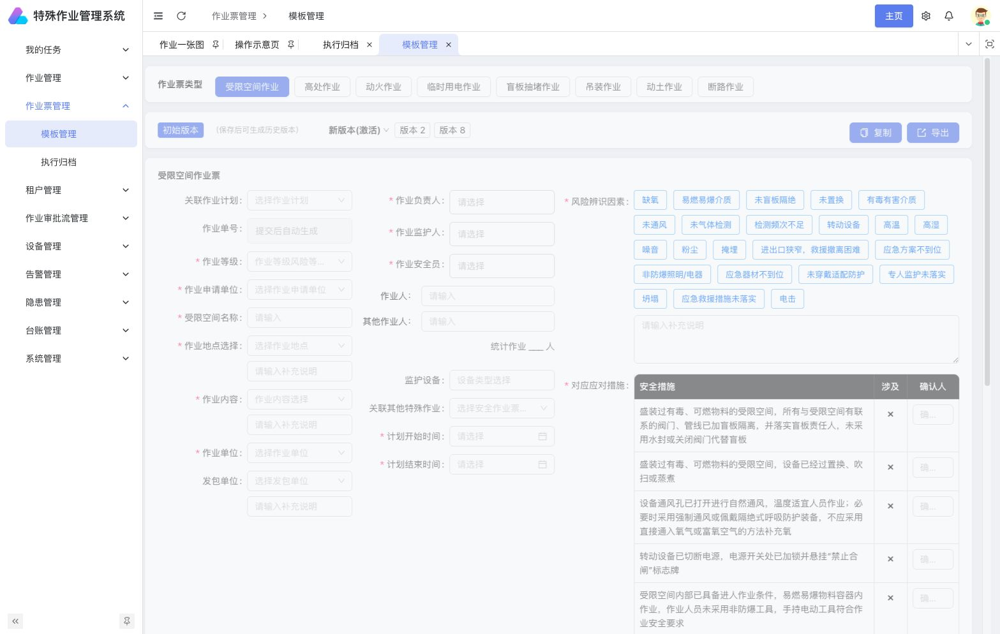 特殊作业管理系统
作业票管理
模板管理
主页
作业一张图
操作示意页
执行归档
模板管理
我的任务
作业管理
作业票管理
模板管理
执行归档
租户管理
作业审批流管理
设备管理
告警管理
隐患管理
台账管理
系统管理
作业票类型
受限空间作业
高处作业
动火作业
临时用电作业
盲板抽堵作业
吊装作业
动土作业
断路作业
初始版本
(保存后可生成历史版本)
新版本(激活)
版本 2
版本 8
复制
导出
受限空间作业票
关联作业计划：
选择作业计划
作业单号：
提交后自动生成
* 作业等级：
作业等级风险等...
* 作业申请单位：
选择作业申请单位
* 受限空间名称：
请输入
* 作业地点选择：
选择作业地点
请输入补充说明
* 作业内容：
作业内容选择
请输入补充说明
* 作业单位：
选择作业单位
发包单位：
选择发包单位
请输入补充说明
* 作业负责人：
请选择
* 作业监护人：
请选择
* 作业安全员：
请选择
作业人：
请输入
其他作业人：
请输入
统计作业 ___ 人
监护设备：
设备类型选择
关联其他特殊作业：
选择安全作业票...
* 计划开始时间：
请选择
* 计划结束时间：
请选择
* 风险辨识因素：
缺氧
易燃易爆介质
未盲板隔绝
未置换
有毒有害介质
未通风
未气体检测
检测频次不足
转动设备
高温
高湿
噪音
粉尘
掩埋
进出口狭窄，救援撤离困难
应急方案不到位
非防爆照明/电器
应急器材不到位
未穿戴适配防护
专人监护未落实
坍塌
应急救援措施未落实
电击
请输入补充说明
* 对应应对措施：
安全措施
涉及
确认人
盛装过有毒、可燃物料的受限空间，所有与受限空间有联
系的阀门、管线已加盲板隔离，并落实盲板责任人，未采
用水封或关闭阀门代替盲板
确...
盛装过有毒、可燃物料的受限空间，设备已经过置换、吹
扫或蒸煮
确...
设备通风孔已打开进行自然通风，温度适宜人员作业；必
要时采用强制通风或佩戴隔绝式呼吸防护装备，不应采用
直接通入氧气或富氧空气的方法补充氧
确...
转动设备已切断电源，电源开关处已加锁并悬挂“禁止合
闸”标志牌
确...
受限空间内部已具备进人作业条件，易燃易爆物料容器内
作业，作业人员未采用非防爆工具，手持电动工具符合作
业安全要求
确...